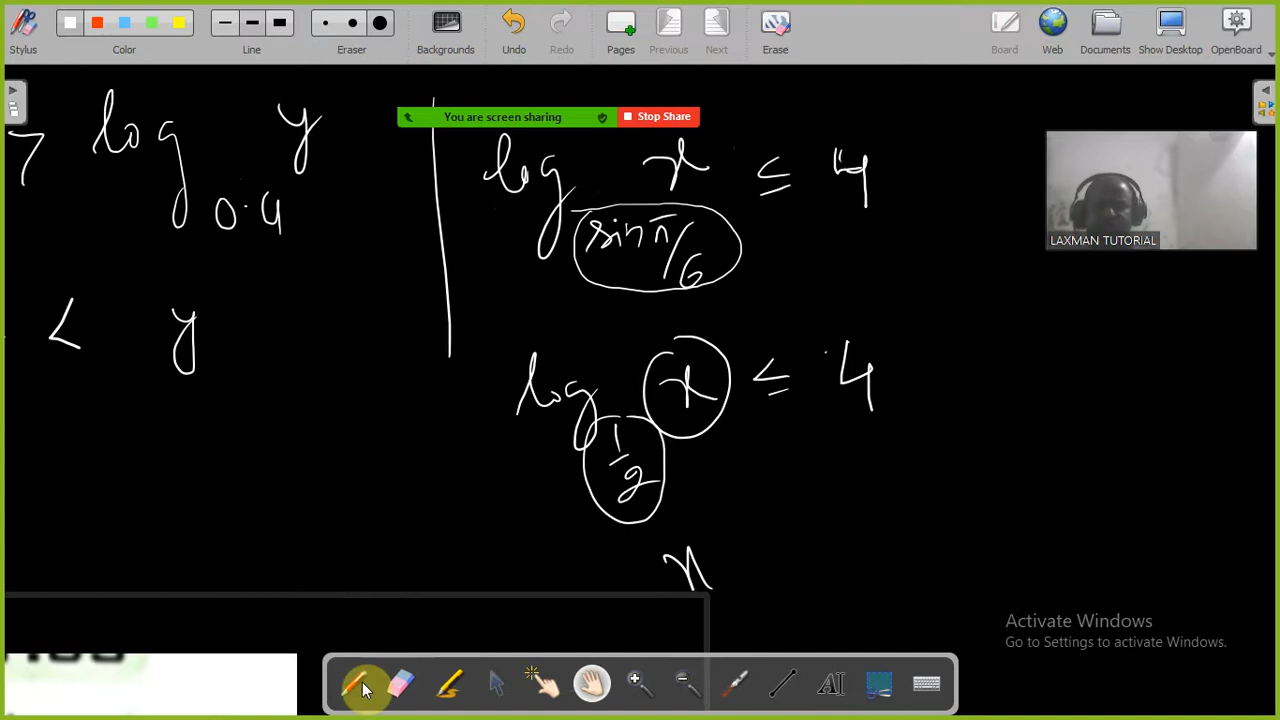 Stylus
Color
Line
Eraser
Backgrounds
Undo
Redo
Pages
Previous
Next
Erase
Board
Web
Documents
Show Desktop
OpenBoard
You are screen sharing
Stop Share
> log 0.4 y
< y
log sin π/6 x ≤ 4
log 1/2 x ≤ 4
x
LAXMAN TUTORIAL
Activate Windows
Go to Settings to activate Windows.
AI